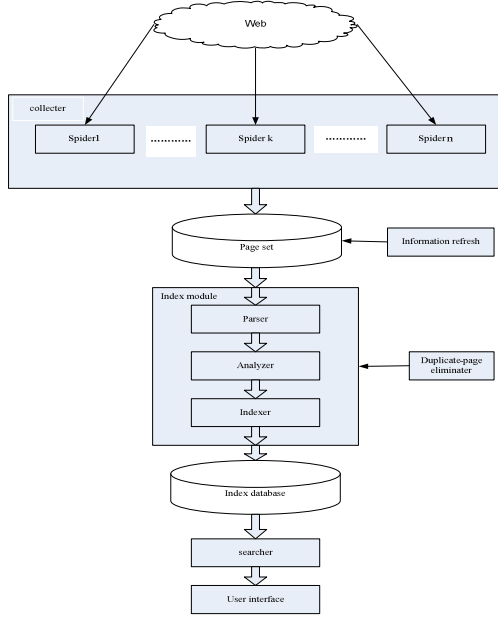 Web
collecter
Spider1
............
Spider k
............
Spider n
Page set
Information refresh
Index module
Parser
Analyzer
Duplicate-page
eliminater
Indexer
Index database
searcher
User interface